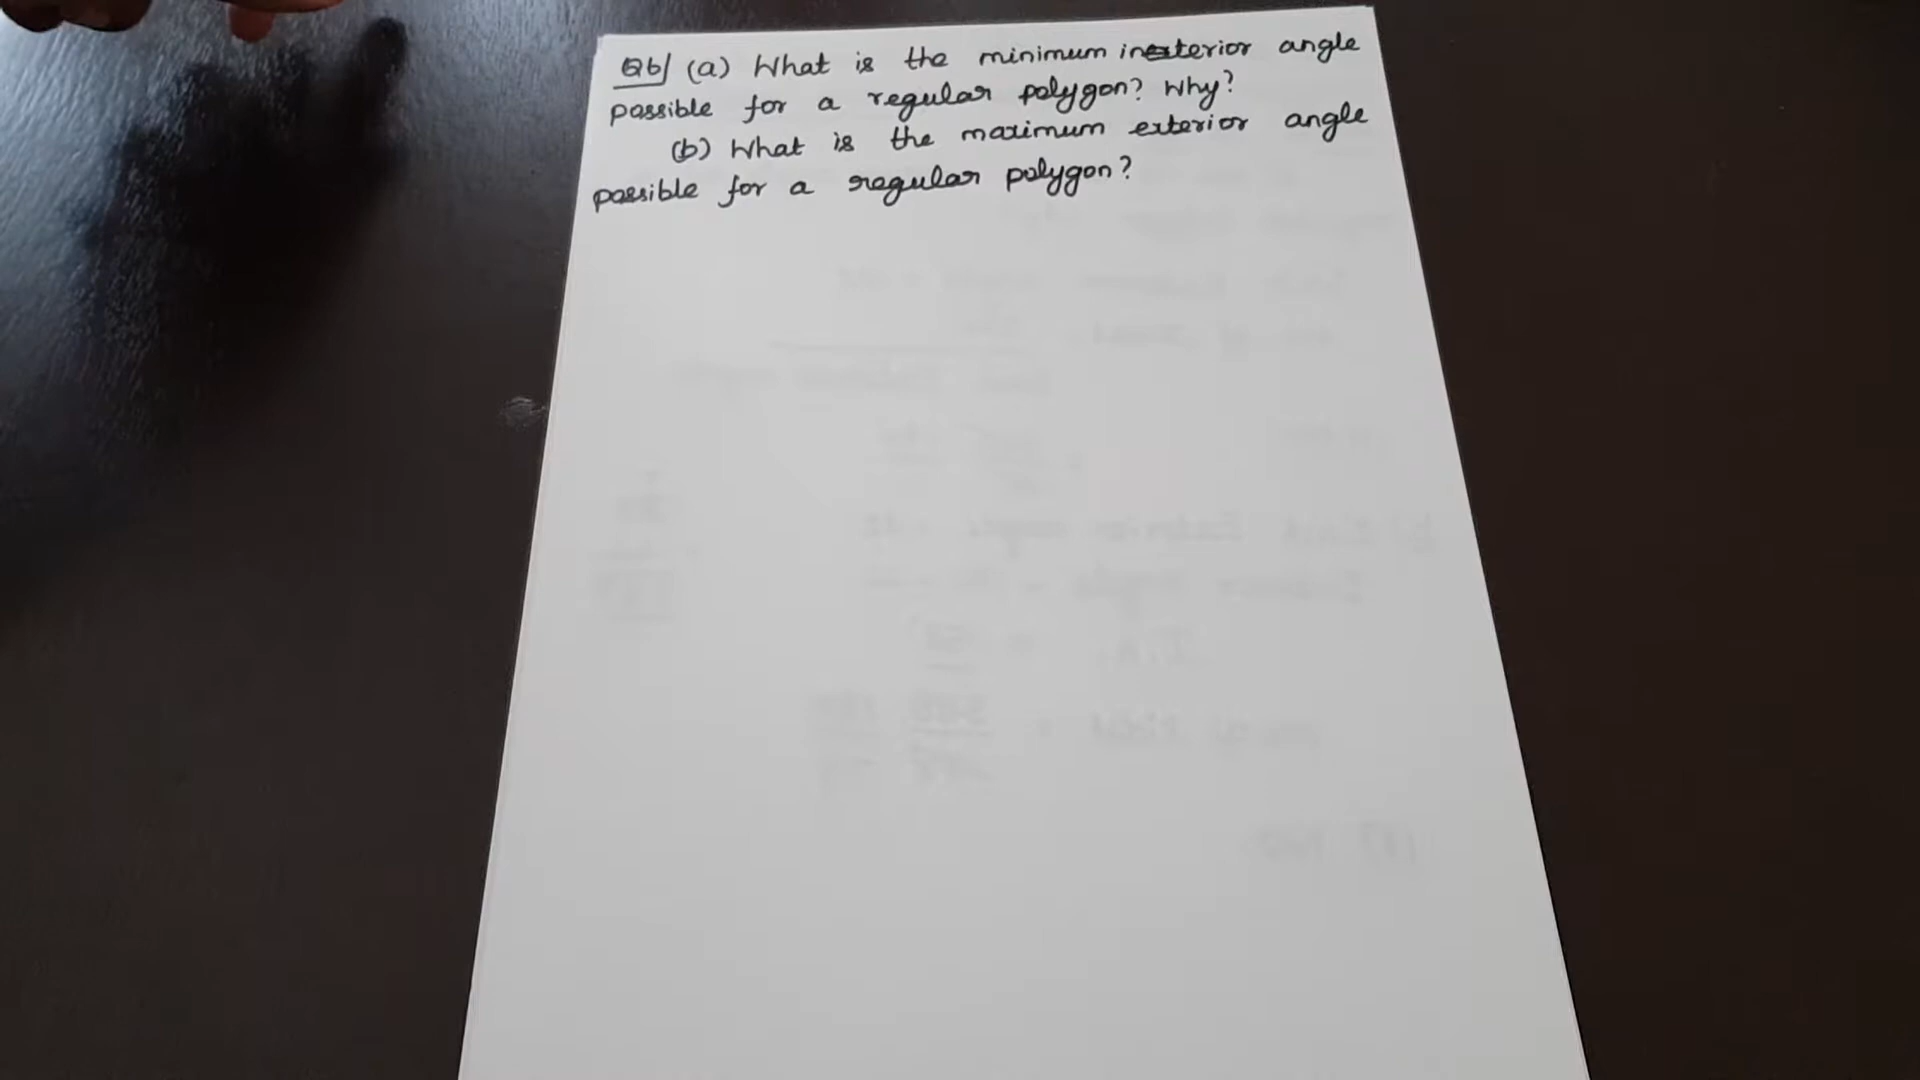 Q6) (a) What is the minimum interior angle
possible for a regular polygon? Why?
(b) What is the maximum exterior angle
possible for a regular polygon?